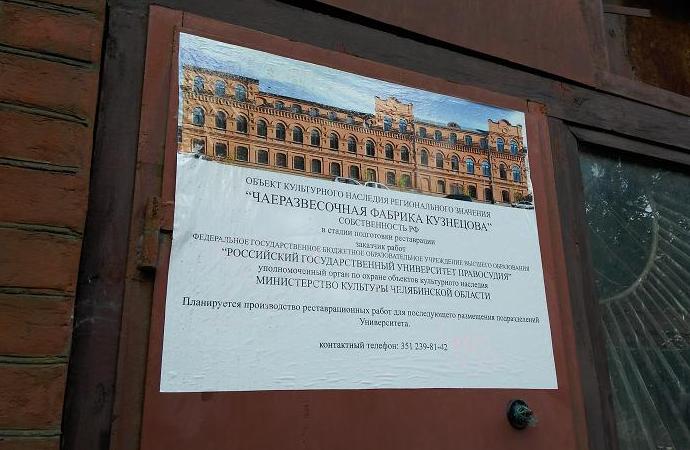 ОБЪЕКТ КУЛЬТУРНОГО НАСЛЕДИЯ РЕГИОНАЛЬНОГО ЗНАЧЕНИЯ
“ЧАЕРАЗВЕСОЧНАЯ ФАБРИКА КУЗНЕЦОВА”
СОБСТВЕННОСТЬ РФ
в стадии подготовки реставрации
заказчик работ
ФЕДЕРАЛЬНОЕ ГОСУДАРСТВЕННОЕ БЮДЖЕТНОЕ ОБРАЗОВАТЕЛЬНОЕ УЧРЕЖДЕНИЕ ВЫСШЕГО ОБРАЗОВАНИЯ
“РОССИЙСКИЙ ГОСУДАРСТВЕННЫЙ УНИВЕРСИТЕТ ПРАВОСУДИЯ”
уполномоченный орган по охране объектов культурного наследия
МИНИСТЕРСТВО КУЛЬТУРЫ ЧЕЛЯБИНСКОЙ ОБЛАСТИ
Планируется производство реставрационных работ для последующего размещения подразделений
Университета.
контактный телефон: 351 239-81-42